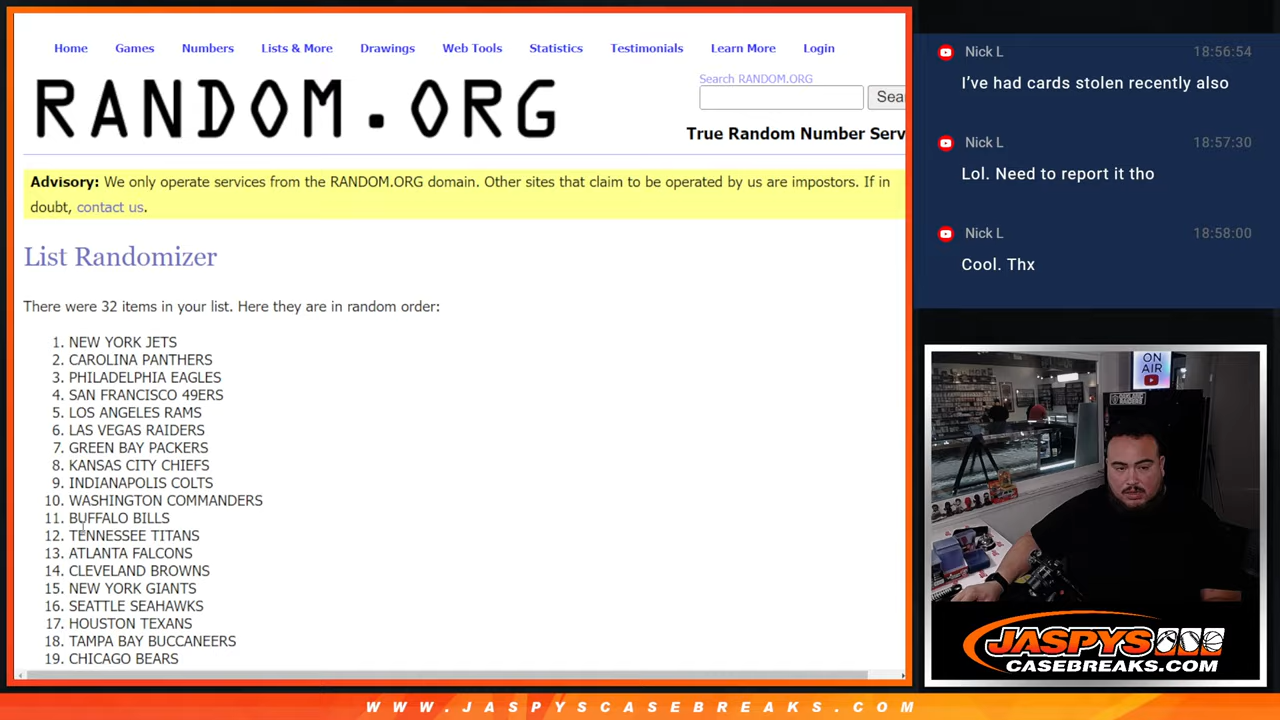 Home Games Numbers Lists & More Drawings Web Tools Statistics Testimonials Learn More Login
RANDOM.ORG
Search RANDOM.ORG
Sea
True Random Number Serv
Advisory: We only operate services from the RANDOM.ORG domain. Other sites that claim to be operated by us are impostors. If in
doubt, contact us.
List Randomizer
There were 32 items in your list. Here they are in random order:
1. NEW YORK JETS
2. CAROLINA PANTHERS
3. PHILADELPHIA EAGLES
4. SAN FRANCISCO 49ERS
5. LOS ANGELES RAMS
6. LAS VEGAS RAIDERS
7. GREEN BAY PACKERS
8. KANSAS CITY CHIEFS
9. INDIANAPOLIS COLTS
10. WASHINGTON COMMANDERS
11. BUFFALO BILLS
12. TENNESSEE TITANS
13. ATLANTA FALCONS
14. CLEVELAND BROWNS
15. NEW YORK GIANTS
16. SEATTLE SEAHAWKS
17. HOUSTON TEXANS
18. TAMPA BAY BUCCANEERS
19. CHICAGO BEARS
Nick L 18:56:54
I've had cards stolen recently also
Nick L 18:57:30
Lol. Need to report it tho
Nick L 18:58:00
Cool. Thx
ON
AIR
JASPYS
CASEBREAKS.COM
WWW.JASPYSCASEBREAKS.COM